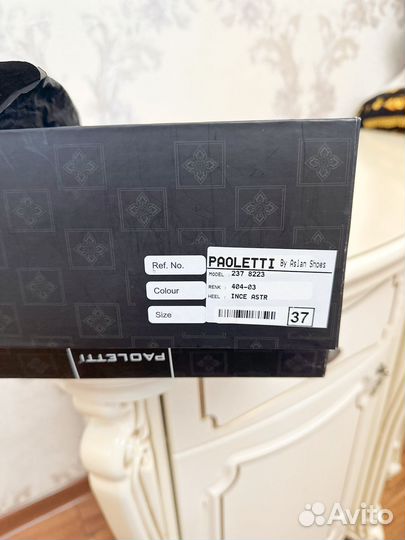 Ref. No.
Colour
Size
PAOLETTI By Aslan Shoes
MODEL : 237 8223
RENK : 404-03
HEEL : INCE ASTR
37
PAOLETTI
Avito